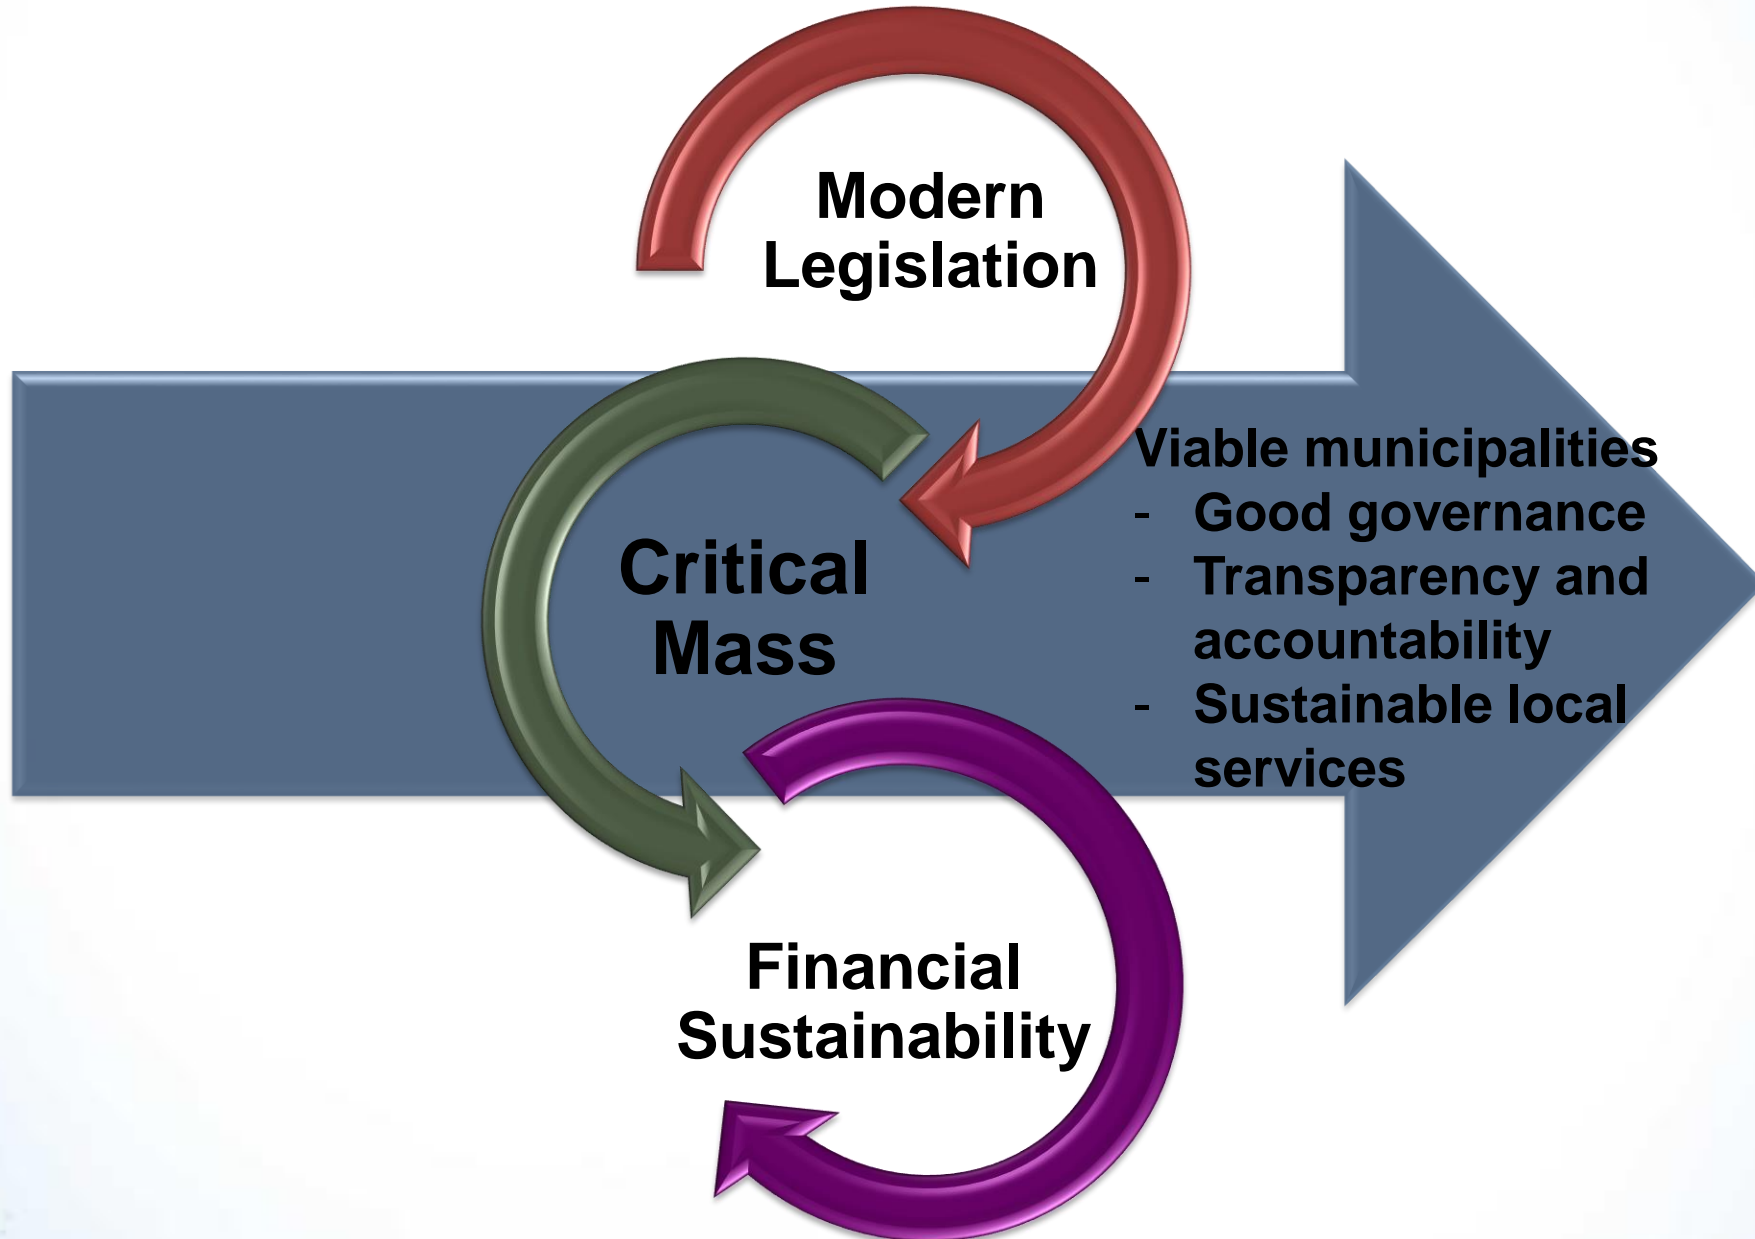 Modern
Legislation
Critical
Mass
Financial
Sustainability
Viable municipalities
- Good governance
- Transparency and
accountability
- Sustainable local
services